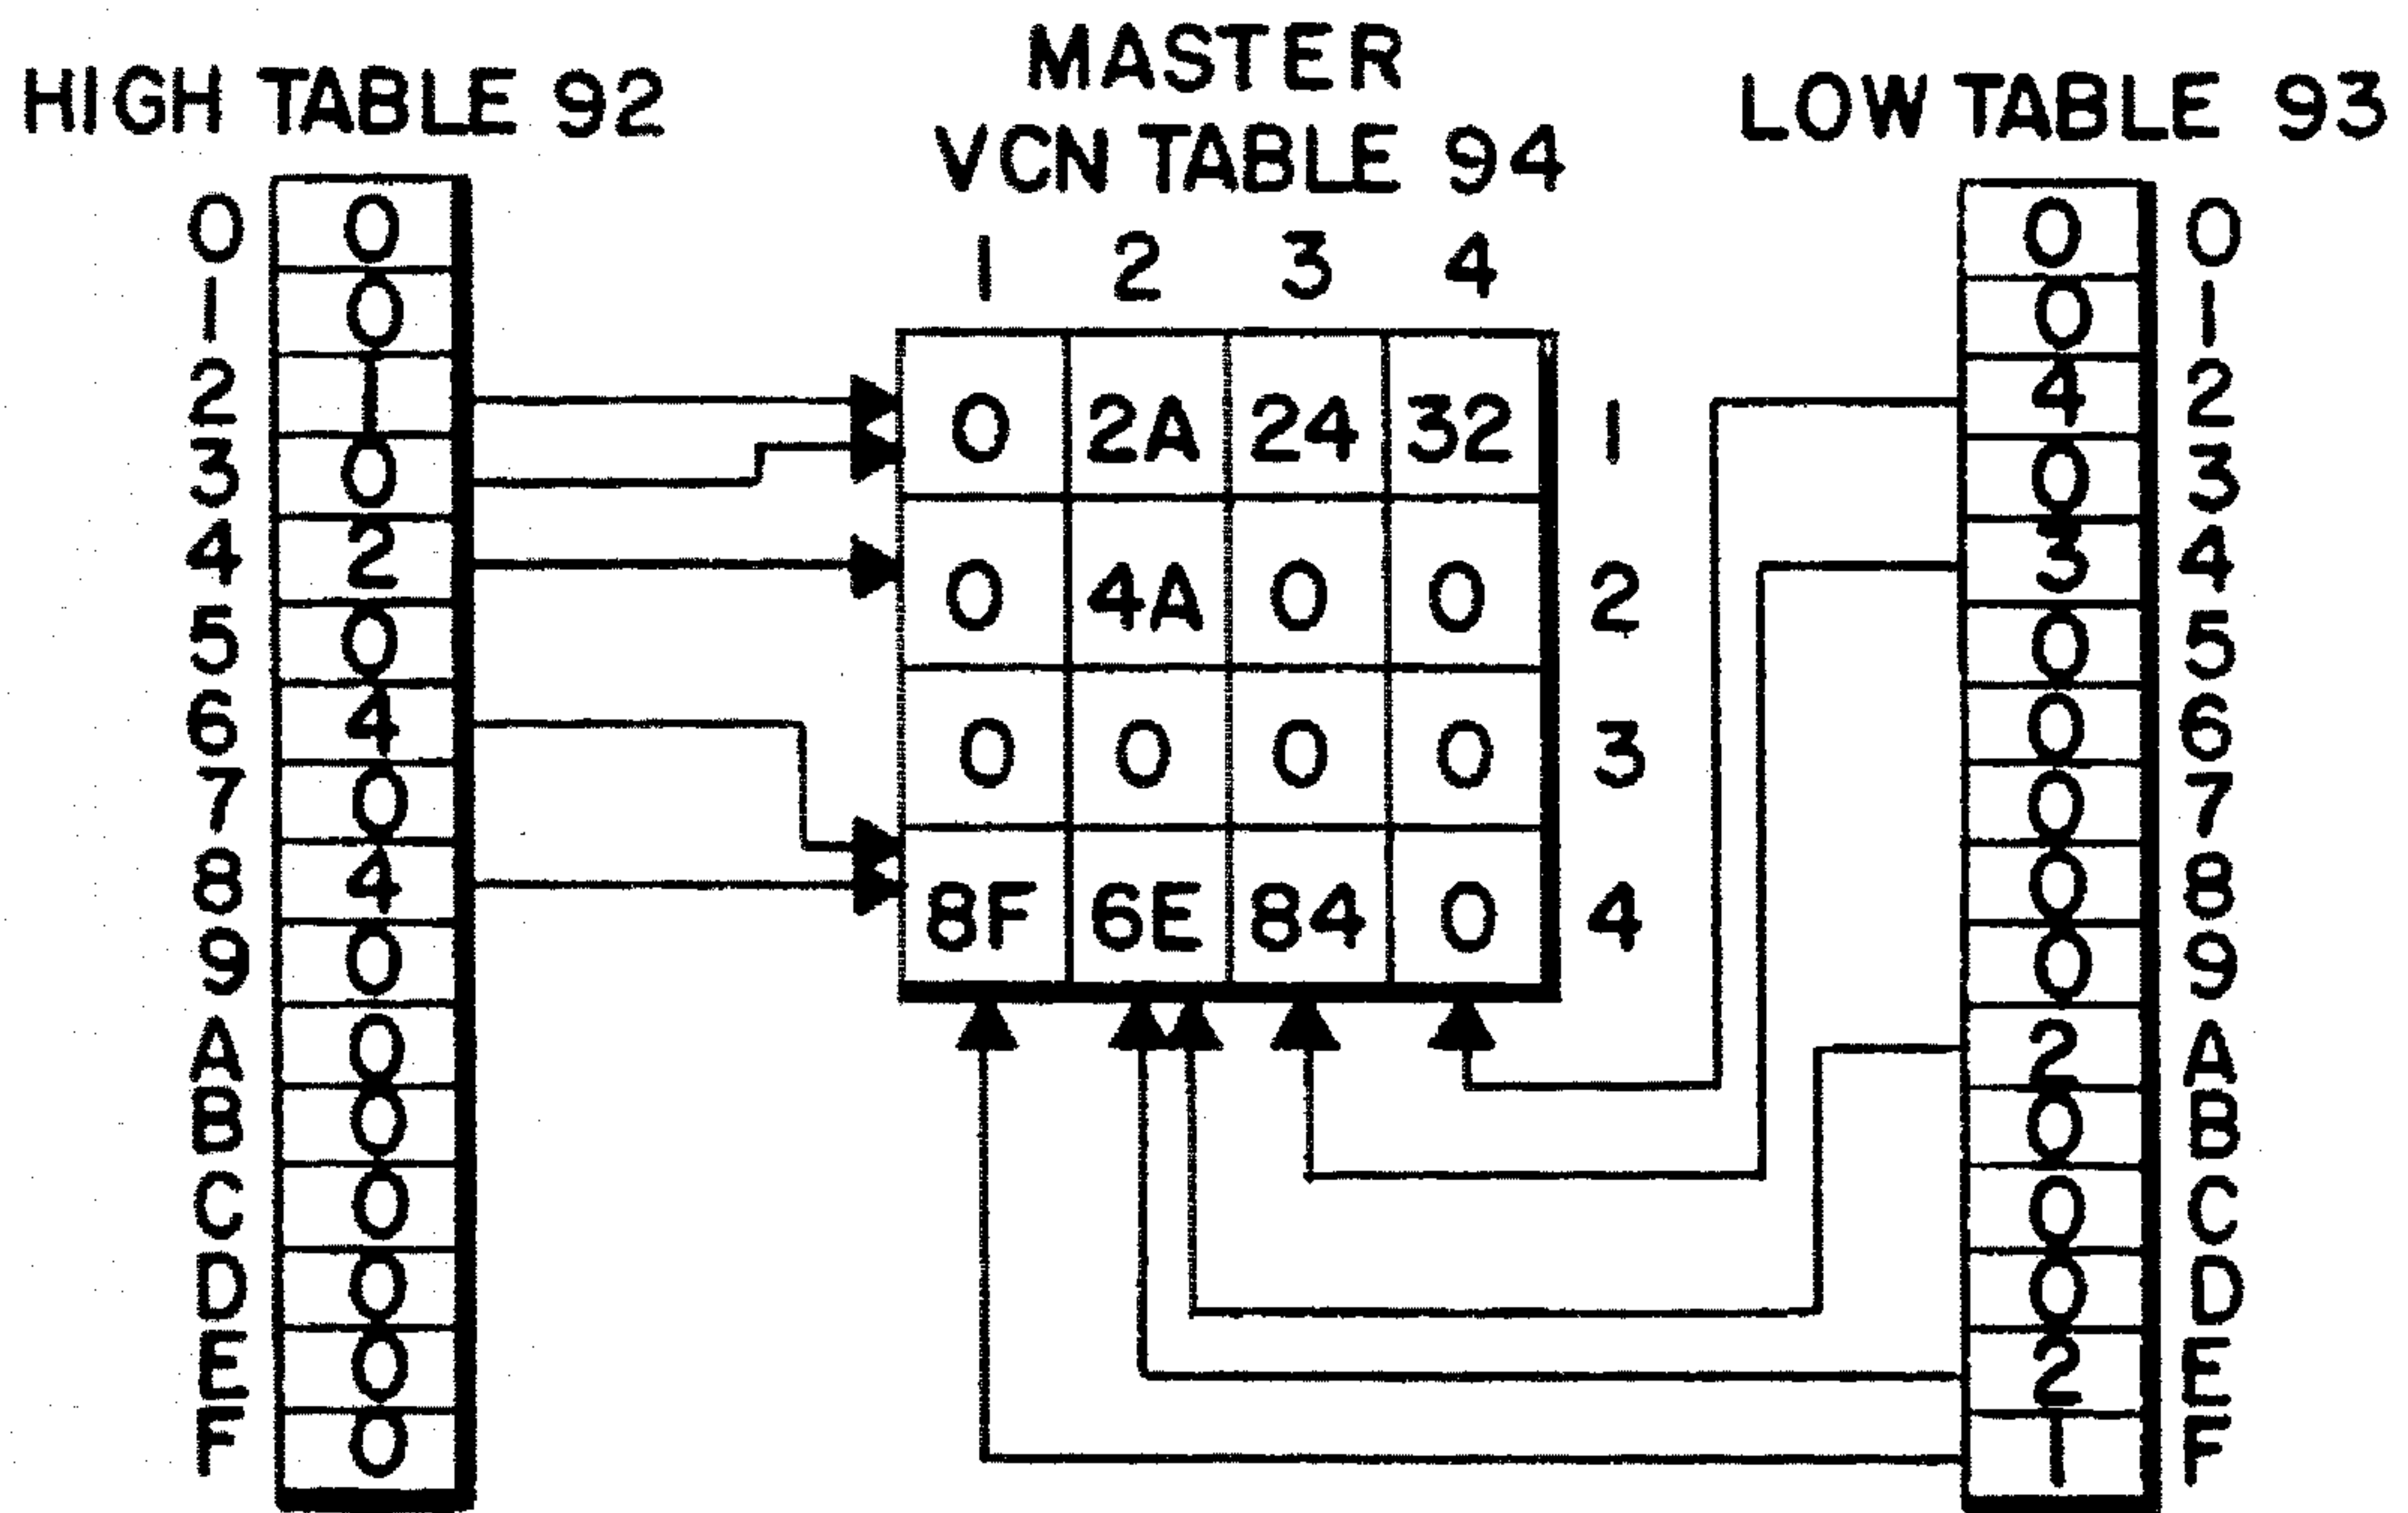 HIGH TABLE 92
0 0
1 0
2 1
3 0
4 2
5 0
6 4
7 0
8 4
9 0
A 0
B 0
C 0
D 0
E 0
F 0
MASTER
VCN TABLE 94
1 2 3 4
0 2A 24 32 1
0 4A 0 0 2
0 0 0 0 3
8F 6E 84 0 4
LOW TABLE 93
0 0
0 1
4 2
0 3
3 4
0 5
0 6
0 7
0 8
0 9
2 A
0 B
0 C
0 D
2 E
1 F